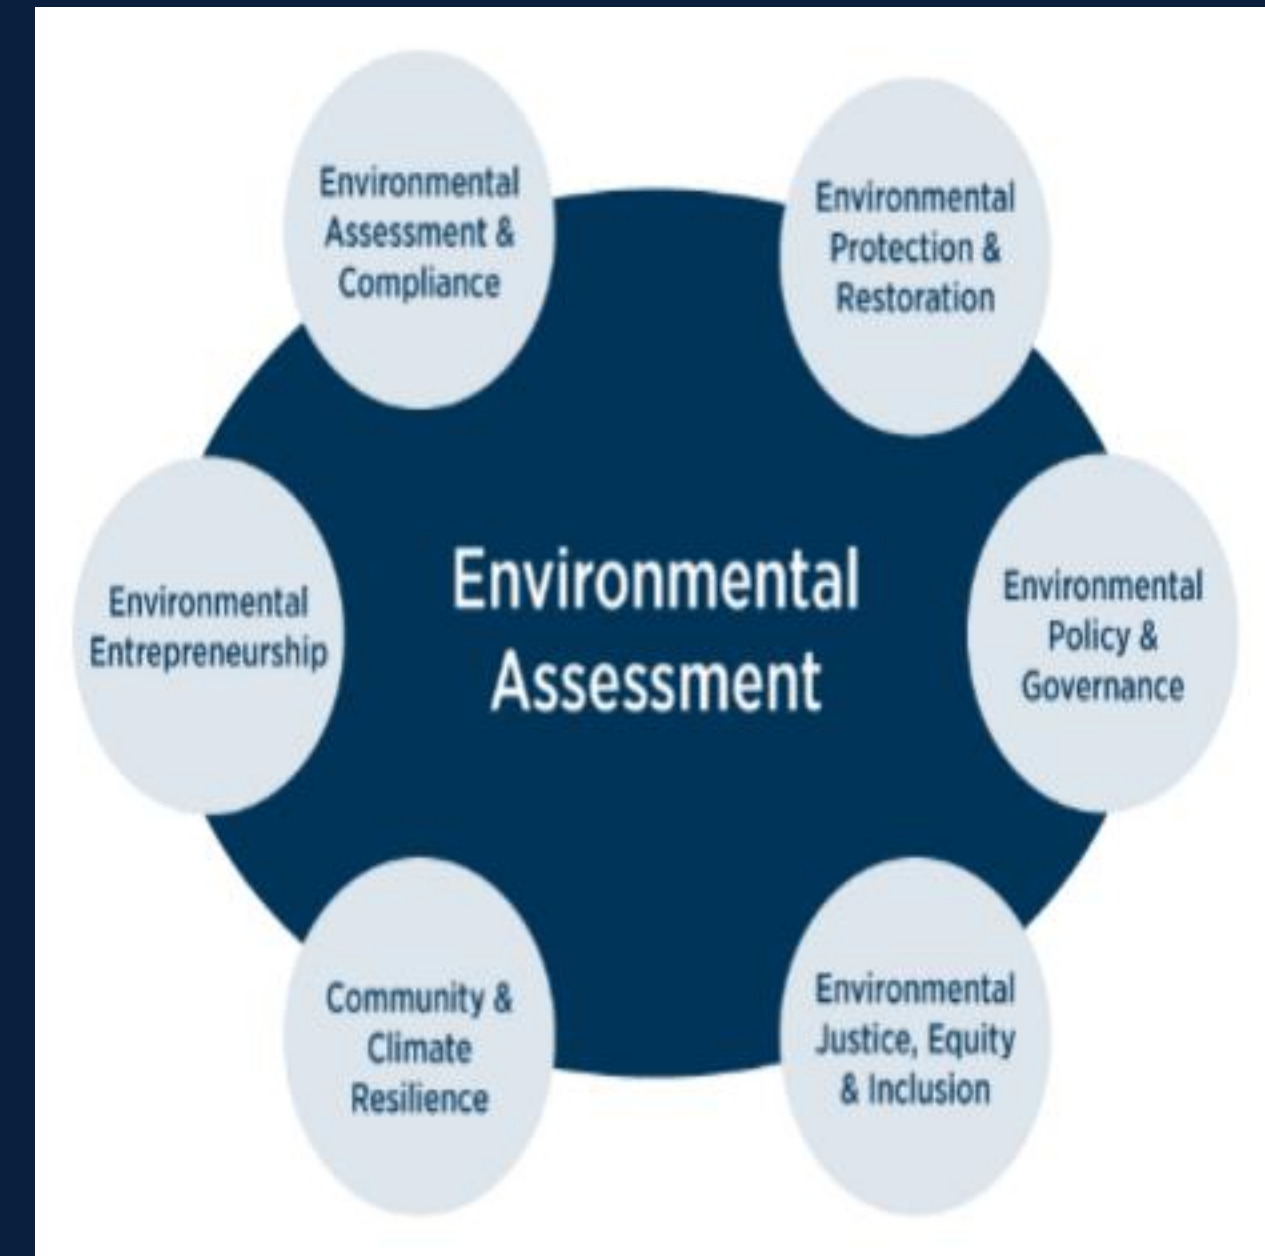 Environmental
Assessment &
Compliance
Environmental
Protection &
Restoration
Environmental
Entrepreneurship
Environmental
Assessment
Environmental
Policy &
Governance
Community &
Climate
Resilience
Environmental
Justice, Equity
& Inclusion